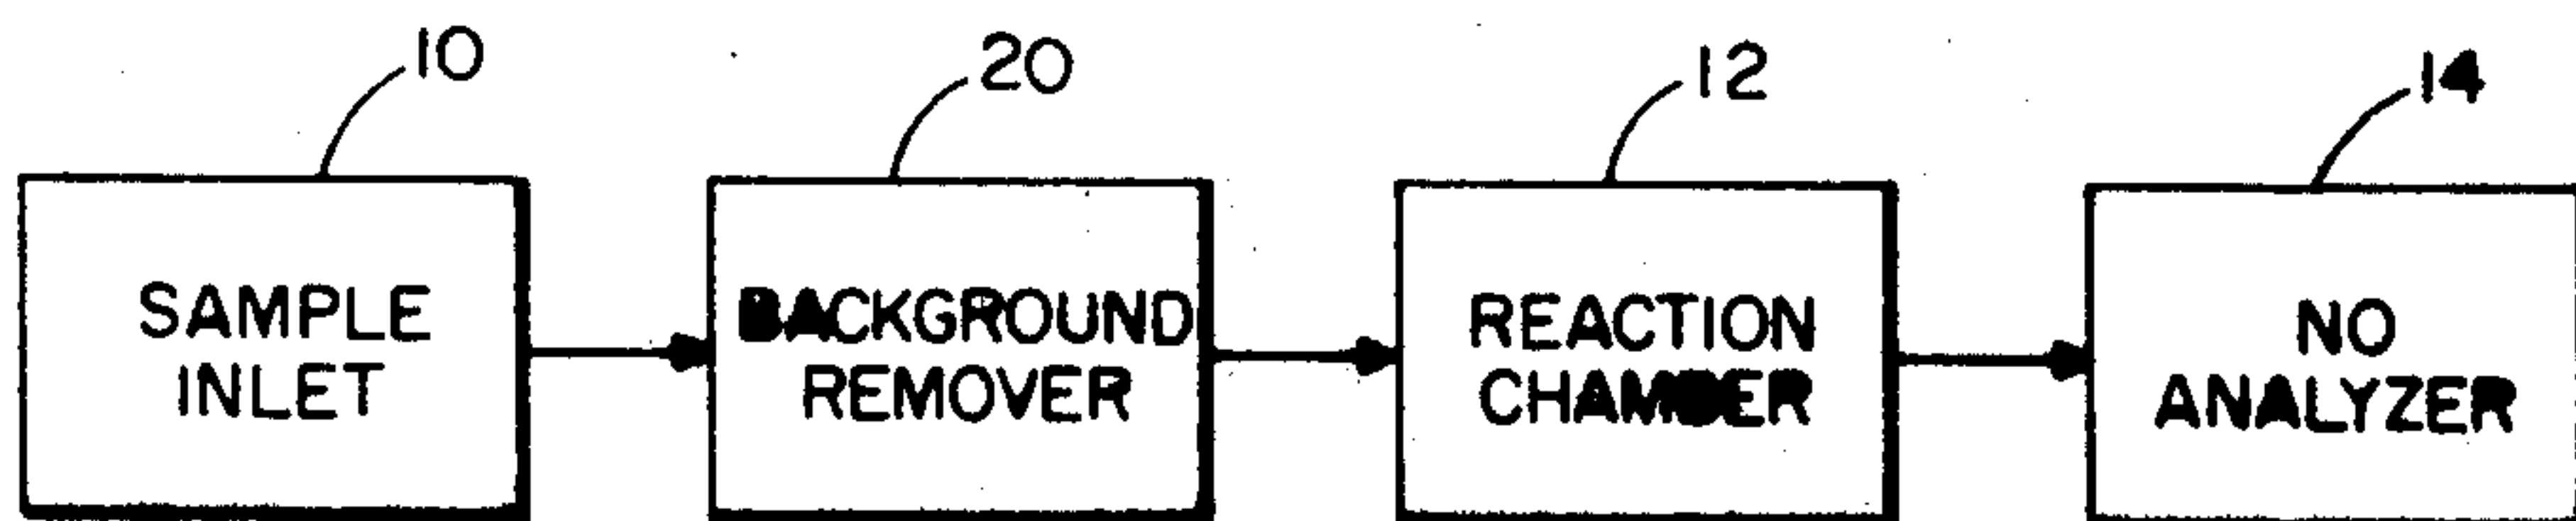 10
20
12
14
SAMPLE
INLET
BACKGROUND
REMOVER
REACTION
CHAMBER
NO
ANALYZER